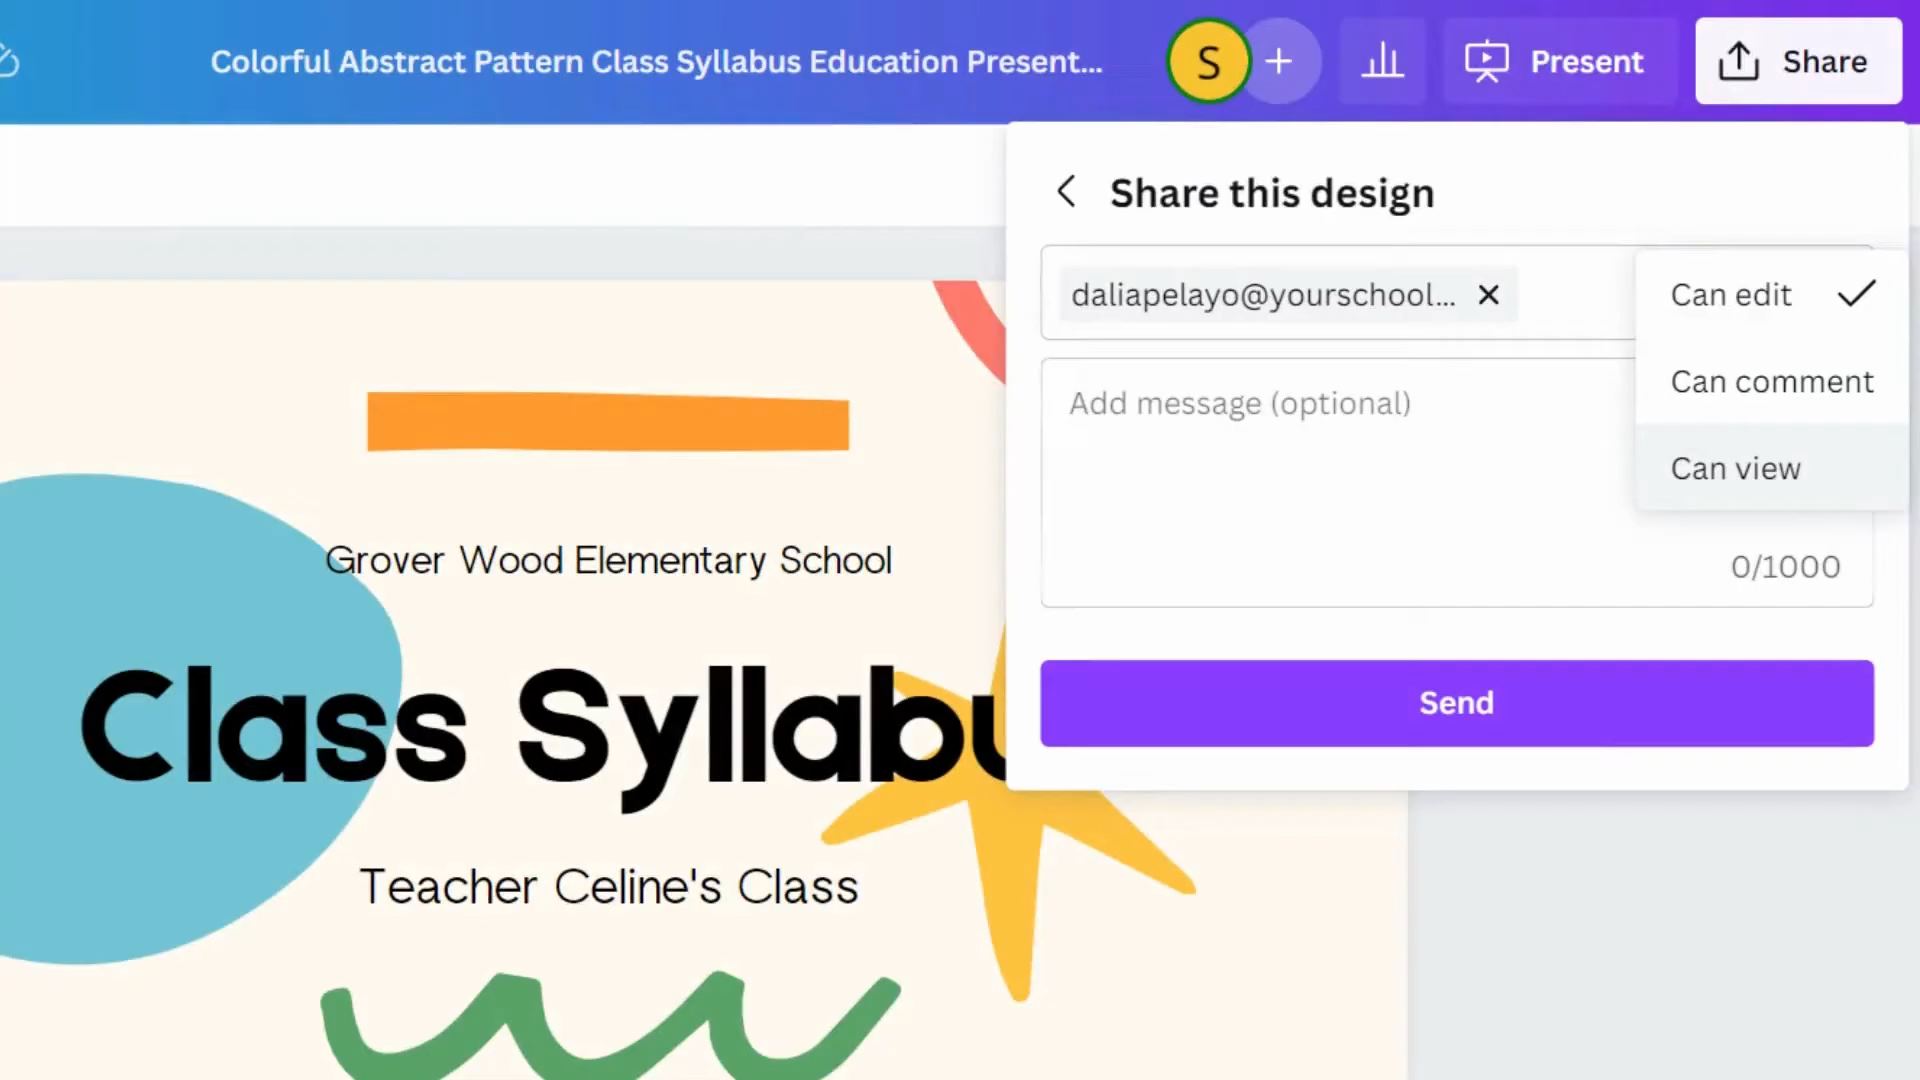 Colorful Abstract Pattern Class Syllabus Education Present...
S
+
Present
Share
Share this design
daliapelayo@yourschool...
Can edit
Can comment
Can view
Add message (optional)
0/1000
Send
Grover Wood Elementary School
Class Syllabu
Teacher Celine's Class